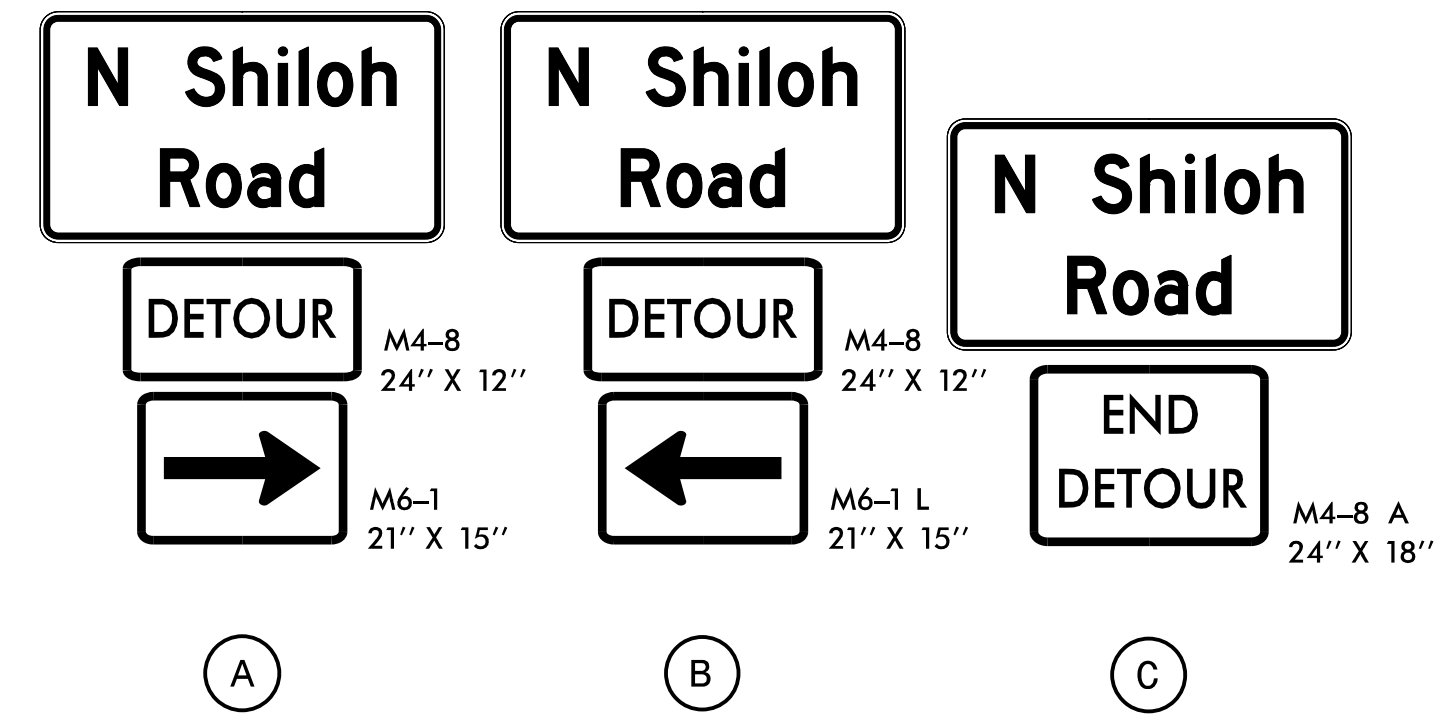 N Shiloh
Road
DETOUR
M4–8
24’’ X 12’’
M6–1
21’’ X 15’’
A
N Shiloh
Road
DETOUR
M4–8
24’’ X 12’’
M6–1 L
21’’ X 15’’
B
N Shiloh
Road
END
DETOUR
M4–8 A
24’’ X 18’’
C